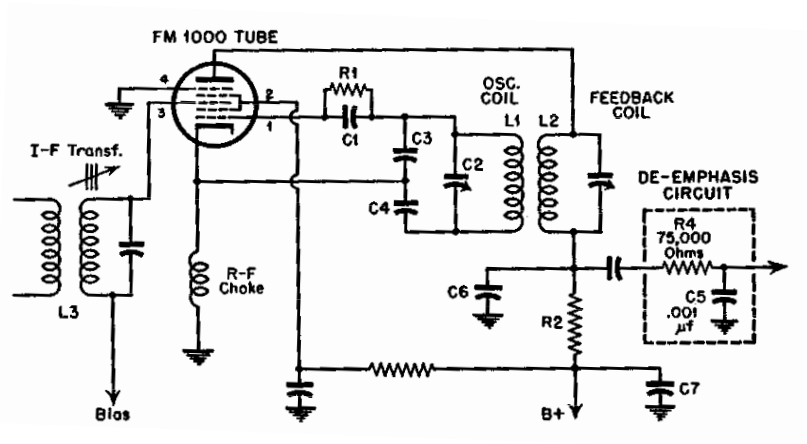 FM 1000 TUBE
4
3
2
1
R1
C1
C3
C2
C4
OSC.
COIL
L1
L2
FEEDBACK
COIL
I-F Transf.
L3
R-F
Choke
DE-EMPHASIS
CIRCUIT
R4
75,000
Ohms
C5
.001
µf
C6
R2
C7
Bias
B+